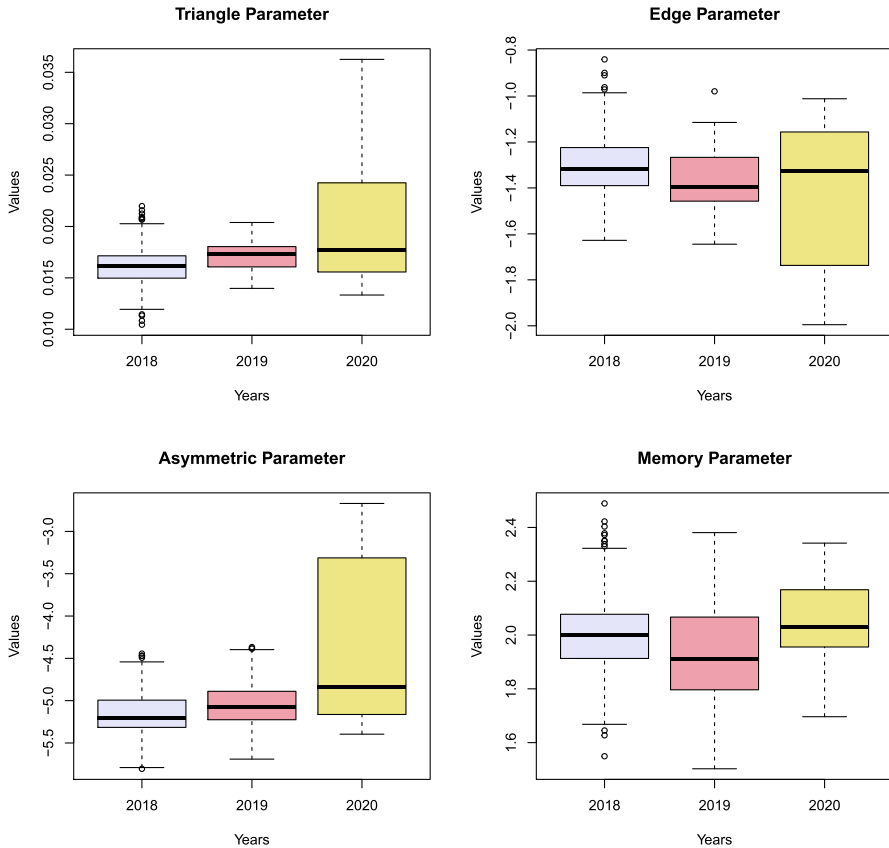 Triangle Parameter
Values
0.035
0.030
0.025
0.020
0.015
0.010
2018 2019 2020
Years
Edge Parameter
Values
−0.8
−1.0
−1.2
−1.4
−1.6
−1.8
−2.0
2018 2019 2020
Years
Asymmetric Parameter
Values
−3.0
−3.5
−4.0
−4.5
−5.0
−5.5
2018 2019 2020
Years
Memory Parameter
Values
2.4
2.2
2.0
1.8
1.6
2018 2019 2020
Years